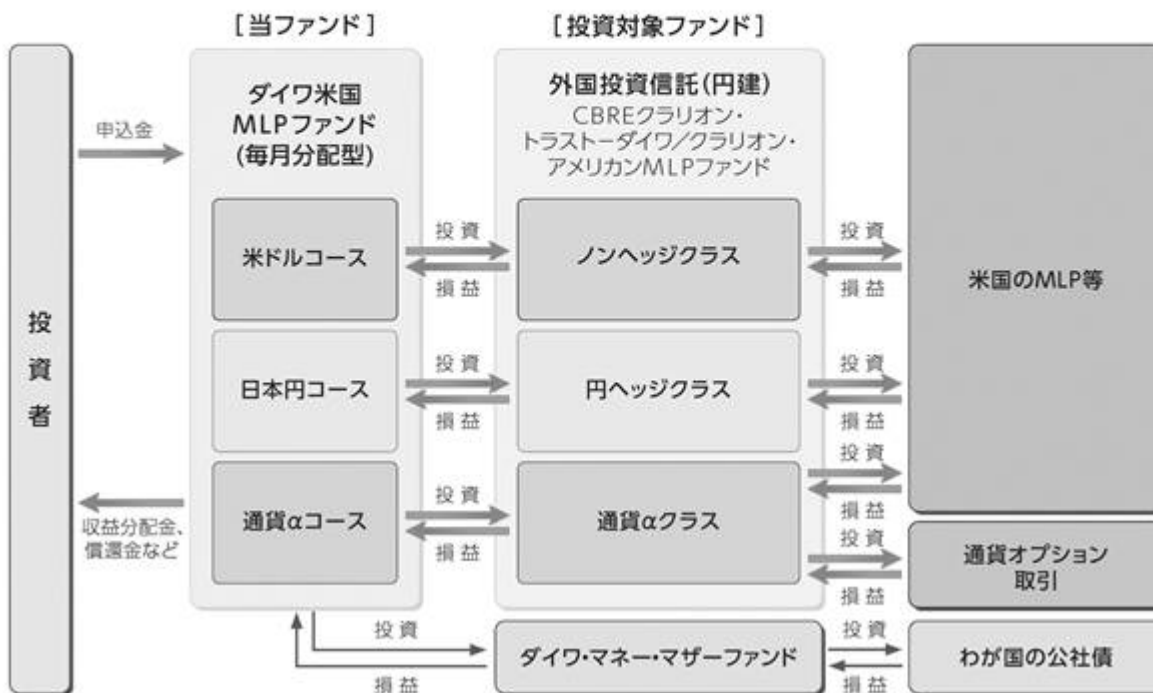 [当ファンド]
[投資対象ファンド]
投資者
申込金
収益分配金、
償還金など
ダイワ米国
MLPファンド
(毎月分配型)
外国投資信託(円建)
CBREクラリオン・
トラストーダイワ/クラリオン・
アメリカンMLPファンド
米ドルコース
投資
損益
ノンヘッジクラス
投資
損益
米国のMLP等
日本円コース
投資
損益
円ヘッジクラス
投資
損益
通貨αコース
投資
損益
通貨αクラス
投資
損益
投資
損益
通貨オプション
取引
投資
損益
ダイワ・マネー・マザーファンド
投資
損益
わが国の公社債